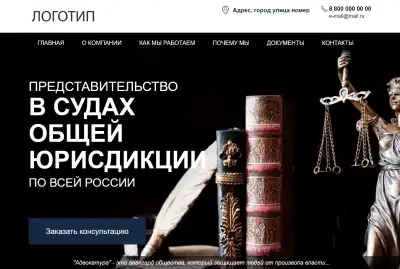 ЛОГОТИП
Адрес, город улица номер
8 800 000 00 00
e-mail@mail.ru
ГЛАВНАЯ О КОМПАНИИ КАК МЫ РАБОТАЕМ ПОЧЕМУ МЫ ДОКУМЕНТЫ КОНТАКТЫ
ПРЕДСТАВИТЕЛЬСТВО
В СУДАХ
ОБЩЕЙ
ЮРИСДИКЦИИ
ПО ВСЕЙ РОССИИ
Заказать консультацию
"Адвокатура" - это авангард общества, который защищает людей от произвола власти...